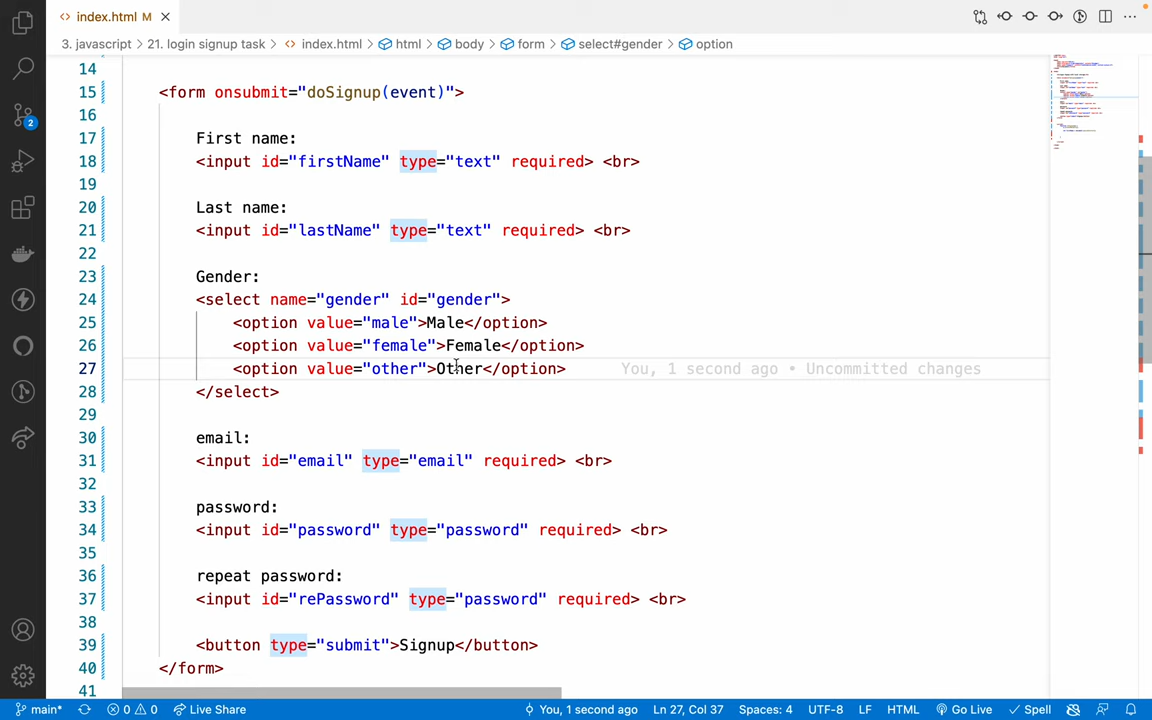 index.html M
3. javascript > 21. login signup task > index.html > html > body > form > select#gender > option
14
15 <form onsubmit="doSignup(event)">
16
17 First name:
18 <input id="firstName" type="text" required> <br>
19
20 Last name:
21 <input id="lastName" type="text" required> <br>
22
23 Gender:
24 <select name="gender" id="gender">
25 <option value="male">Male</option>
26 <option value="female">Female</option>
27 <option value="other">Other</option> You, 1 second ago • Uncommitted changes
28 </select>
29
30 email:
31 <input id="email" type="email" required> <br>
32
33 password:
34 <input id="password" type="password" required> <br>
35
36 repeat password:
37 <input id="rePassword" type="password" required> <br>
38
39 <button type="submit">Signup</button>
40 </form>
41
2
main* 0 0 Live Share You, 1 second ago Ln 27, Col 37 Spaces: 4 UTF-8 LF HTML Go Live Spell